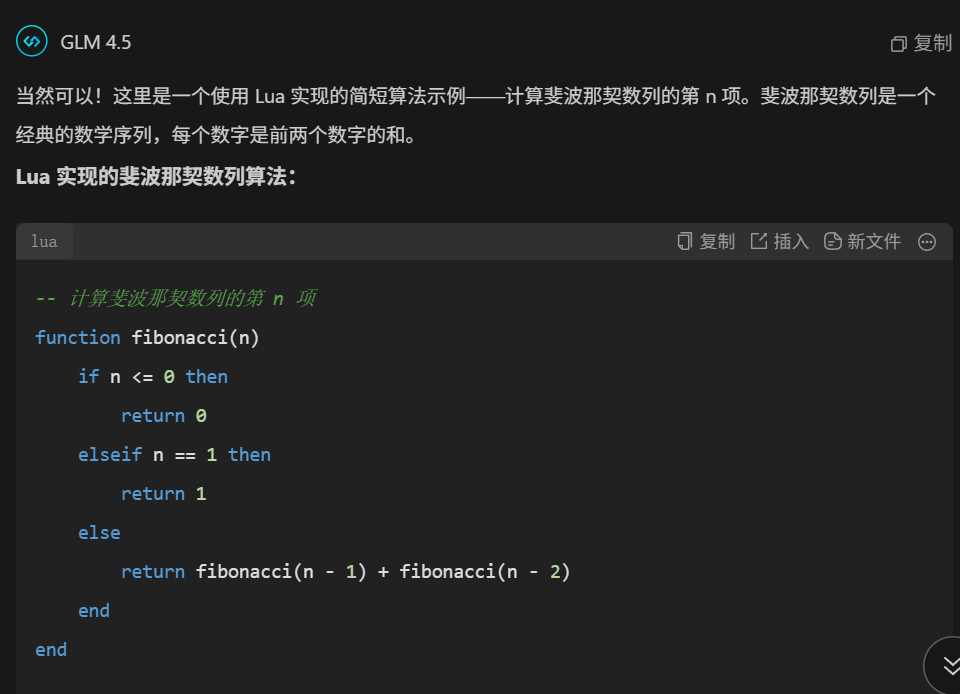 GLM 4.5
复制
当然可以！这里是一个使用 Lua 实现的简短算法示例——计算斐波那契数列的第 n 项。斐波那契数列是一个
经典的数学序列，每个数字是前两个数字的和。
Lua 实现的斐波那契数列算法：
lua
复制 插入 新文件
-- 计算斐波那契数列的第 n 项
function fibonacci(n)
    if n <= 0 then
        return 0
    elseif n == 1 then
        return 1
    else
        return fibonacci(n - 1) + fibonacci(n - 2)
    end
end